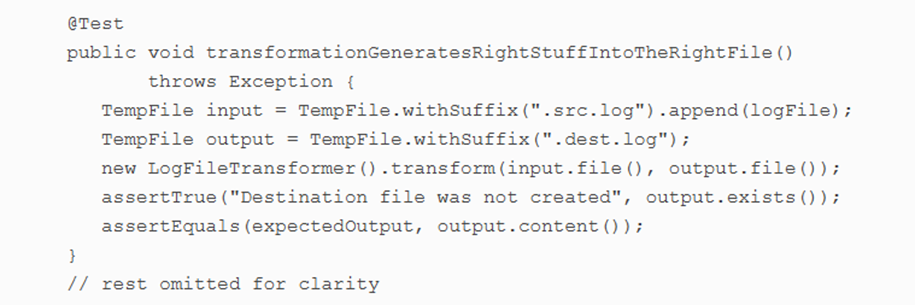 @Test
public void transformationGeneratesRightStuffIntoTheRightFile()
        throws Exception {
    TempFile input = TempFile.withSuffix(".src.log").append(logFile);
    TempFile output = TempFile.withSuffix(".dest.log");
    new LogFileTransformer().transform(input.file(), output.file());
    assertTrue("Destination file was not created", output.exists());
    assertEquals(expectedOutput, output.content());
}
// rest omitted for clarity